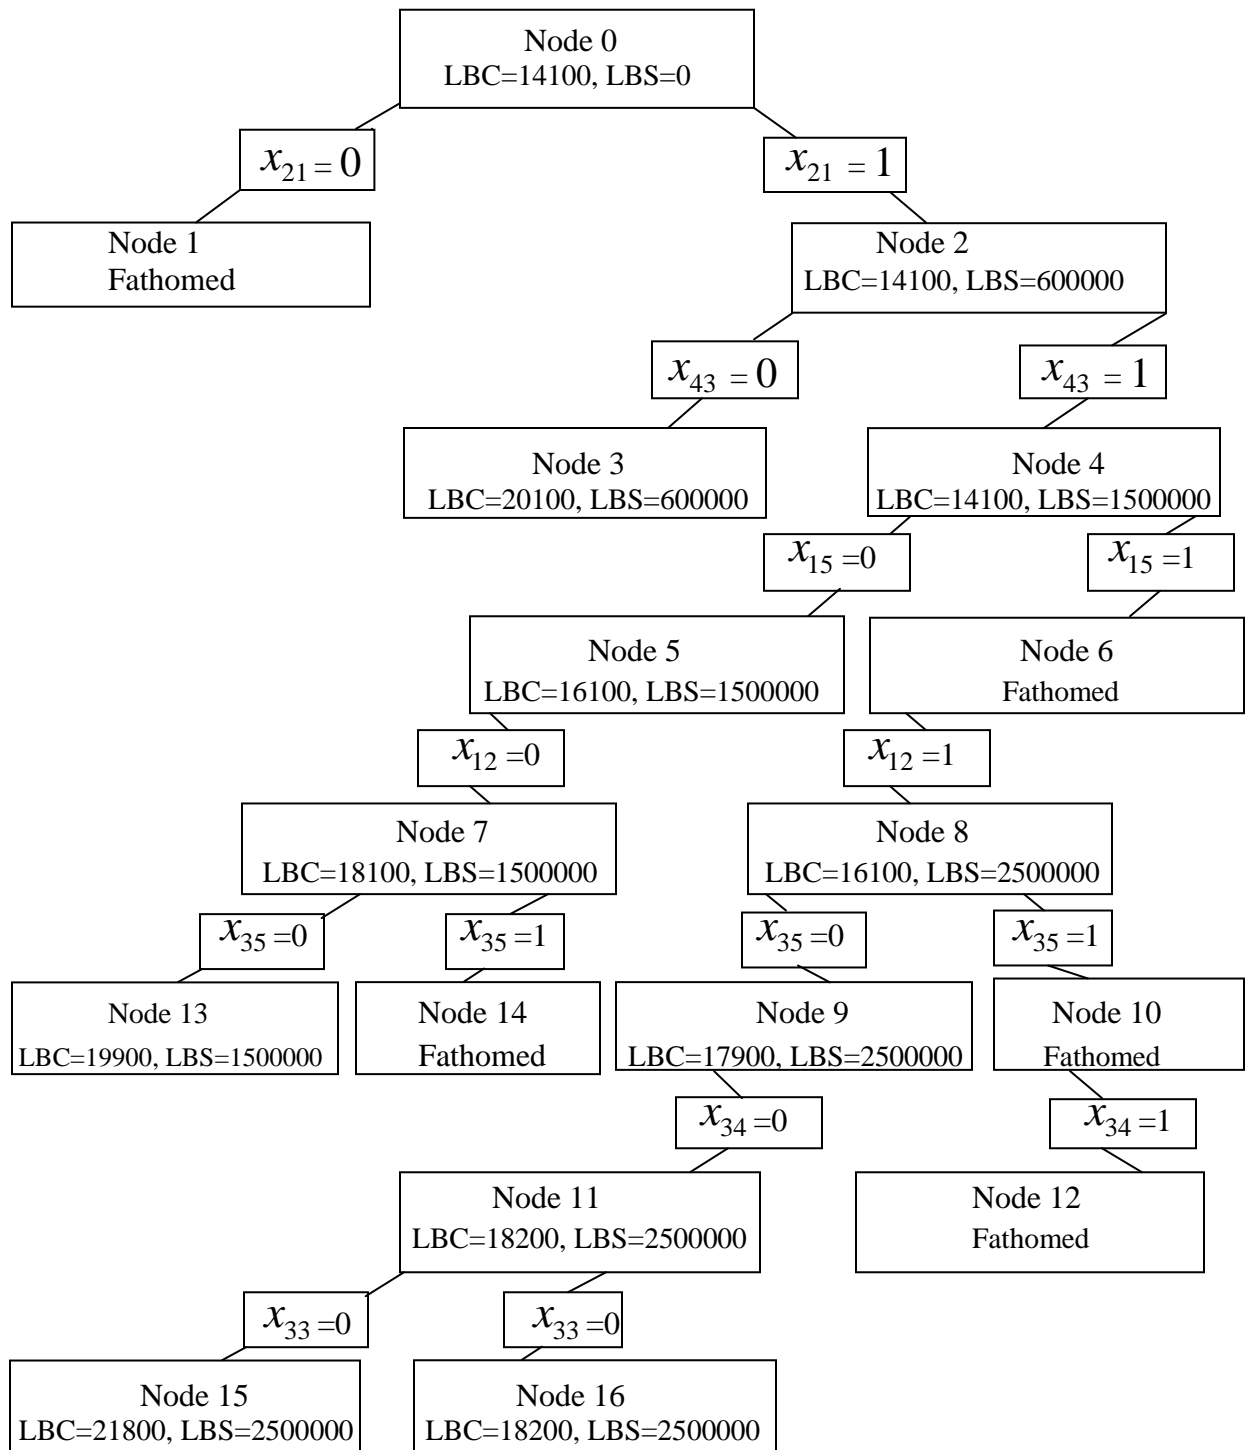 Node 0
LBC=14100, LBS=0
x21 = 0
x21 = 1
Node 1
Fathomed
Node 2
LBC=14100, LBS=600000
x43 = 0
x43 = 1
Node 3
LBC=20100, LBS=600000
Node 4
LBC=14100, LBS=1500000
x15 =0
x15 =1
Node 5
LBC=16100, LBS=1500000
Node 6
Fathomed
x12 =0
x12 =1
Node 7
LBC=18100, LBS=1500000
Node 8
LBC=16100, LBS=2500000
x35 =0
x35 =1
x35 =0
x35 =1
Node 13
LBC=19900, LBS=1500000
Node 14
Fathomed
Node 9
LBC=17900, LBS=2500000
Node 10
Fathomed
x34 =0
x34 =1
Node 11
LBC=18200, LBS=2500000
Node 12
Fathomed
x33 =0
x33 =0
Node 15
LBC=21800, LBS=2500000
Node 16
LBC=18200, LBS=2500000